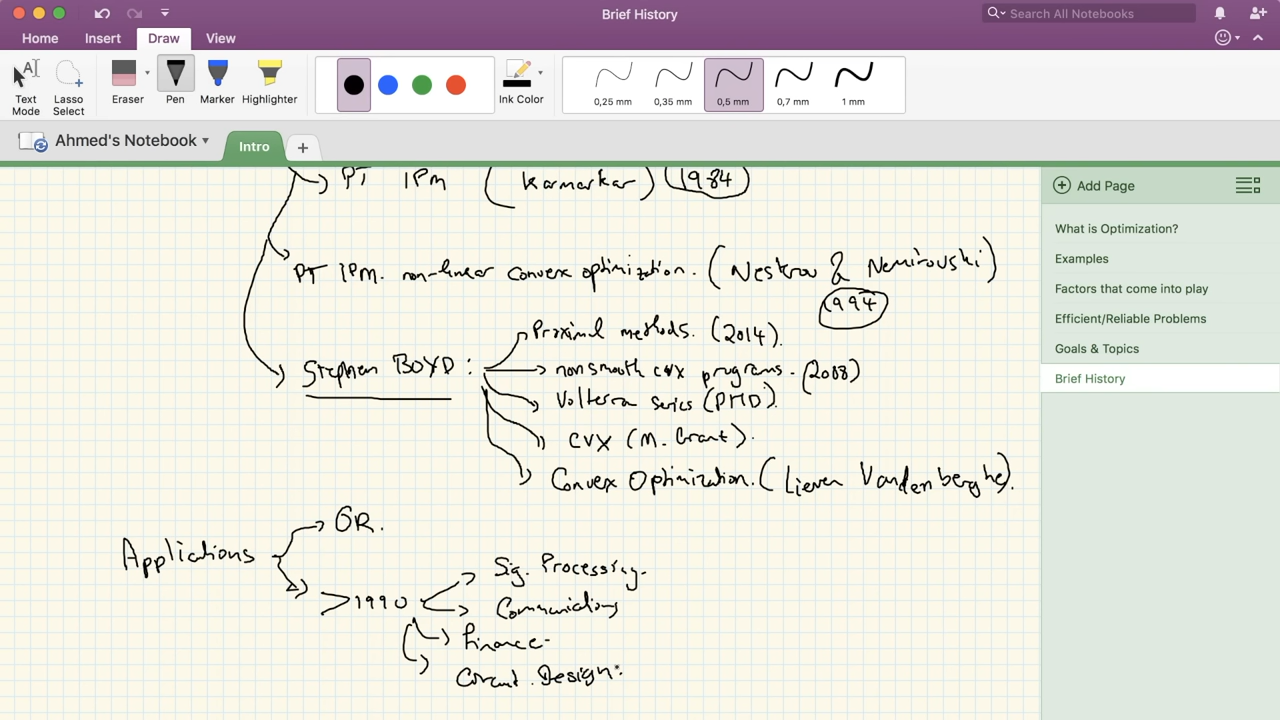 Brief History
Search All Notebooks
Home Insert Draw View
Text Mode
Lasso Select
Eraser
Pen
Marker
Highlighter
Ink Color
0,25 mm
0,35 mm
0,5 mm
0,7 mm
1 mm
Ahmed's Notebook
Intro
+
Add Page
What is Optimization?
Examples
Factors that come into play
Efficient/Reliable Problems
Goals & Topics
Brief History
PT IPM (Karmarkar) 1984
PT IPM. non-linear convex optimization. (Nestrov & Nemirovski)
1994
Stephen BOYD :
Proximal methods. (2014).
nonsmooth cvx programs. (2008)
Volterra series (PHD).
CVX (M. Grant).
Convex Optimization. (Lieven Vandenberghe).
Applications
OR.
>1990
Sig. Processing.
Communications
Finance-
Circuit Design.